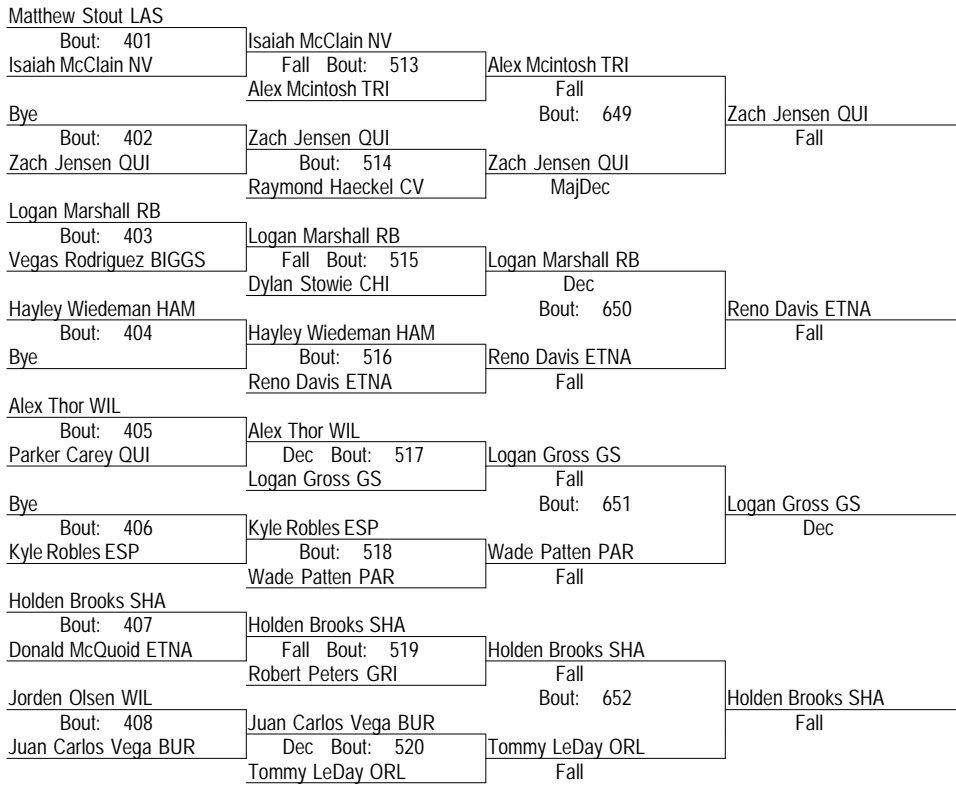 Matthew Stout LAS
Bout: 401
Isaiah McClain NV
Isaiah McClain NV
Fall Bout: 513
Alex Mcintosh TRI
Alex Mcintosh TRI
Fall
Bout: 649
Bye
Bout: 402
Zach Jensen QUI
Zach Jensen QUI
Bout: 514
Raymond Haeckel CV
Zach Jensen QUI
MajDec
Zach Jensen QUI
Fall
Logan Marshall RB
Bout: 403
Vegas Rodriguez BIGGS
Logan Marshall RB
Fall Bout: 515
Dylan Stowie CHI
Logan Marshall RB
Dec
Bout: 650
Hayley Wiedeman HAM
Bout: 404
Bye
Hayley Wiedeman HAM
Bout: 516
Reno Davis ETNA
Reno Davis ETNA
Fall
Reno Davis ETNA
Fall
Alex Thor WIL
Bout: 405
Parker Carey QUI
Alex Thor WIL
Dec Bout: 517
Logan Gross GS
Logan Gross GS
Fall
Bout: 651
Bye
Bout: 406
Kyle Robles ESP
Kyle Robles ESP
Bout: 518
Wade Patten PAR
Wade Patten PAR
Fall
Logan Gross GS
Dec
Holden Brooks SHA
Bout: 407
Donald McQuoid ETNA
Holden Brooks SHA
Fall Bout: 519
Robert Peters GRI
Holden Brooks SHA
Fall
Bout: 652
Jorden Olsen WIL
Bout: 408
Juan Carlos Vega BUR
Juan Carlos Vega BUR
Dec Bout: 520
Tommy LeDay ORL
Tommy LeDay ORL
Fall
Holden Brooks SHA
Fall